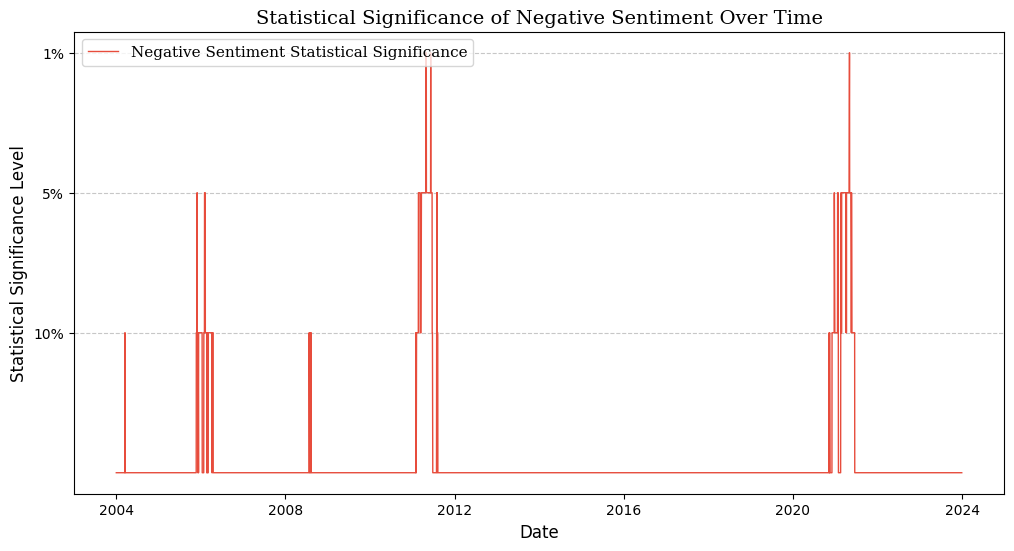 Statistical Significance of Negative Sentiment Over Time
Negative Sentiment Statistical Significance
1%
5%
10%
Statistical Significance Level
2004
2008
2012
2016
2020
2024
Date